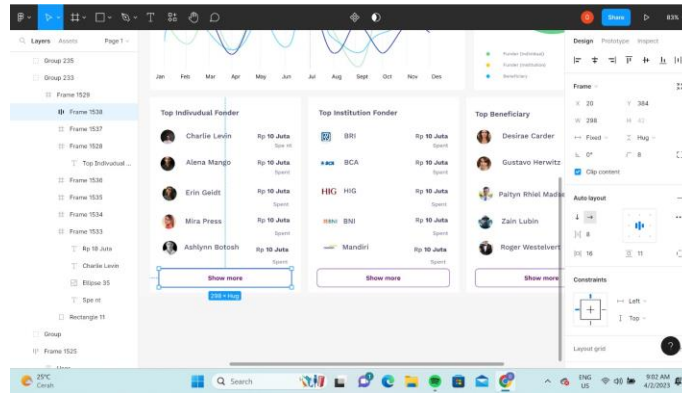 Share
83%
Layers Assets Page 1
Design Prototype Inspect
Group 235
Group 233
Frame 1529
Frame 1538
Frame 1537
Frame 1528
Top Indivudual ...
Frame 1536
Frame 1535
Frame 1534
Frame 1533
Rp 10 Juta
Charlie Levin
Ellipse 35
Spe nt
Rectangle 11
Group
Frame 1525
Funder (Individual)
Funder (Institution)
Beneficiary
Jan Feb Mar Apr May Jun Jul Aug Sept Oct Nov Des
Top Indivudual Fonder
Charlie Levin Rp 10 Juta
Spe nt
Alena Mango Rp 10 Juta
Spent
Erin Geidt Rp 10 Juta
Spent
Mira Press Rp 10 Juta
Spent
Ashlynn Botosh Rp 10 Juta
Spent
Show more
298 × Hug
Top Institution Fonder
BRI Rp 10 Juta
Spent
BCA BCA Rp 10 Juta
Spent
HIG HIG Rp 10 Juta
Spent
BNI Rp 10 Juta
Spent
Mandiri Rp 10 Juta
Spent
Show more
Top Beneficiary
Desirae Carder
Gustavo Herwitz
Paityn Rhiel Madse
Zain Lubin
Roger Westelvert
Show more
Frame
X 20 Y 384
W 298 H 42
Fixed Hug
0° 8
Clip content
Auto layout
8
16 11
Constraints
Left
Top
Layout grid
?
25°C
Cerah
Search
ENG
US
9:02 AM
4/2/2023